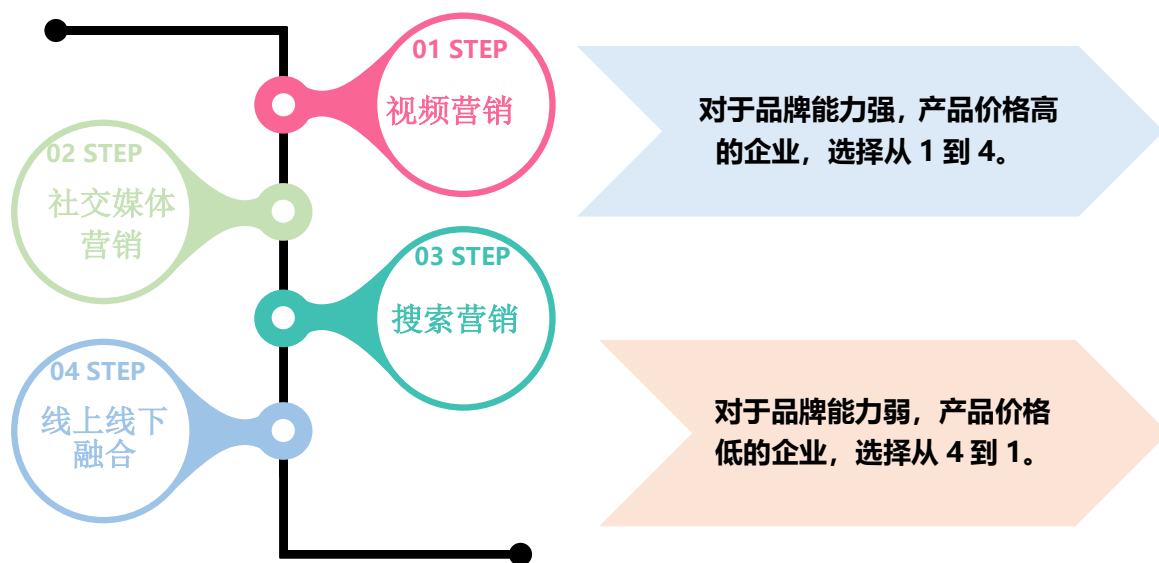 01 STEP
视频营销
对于品牌能力强，产品价格高
的企业，选择从 1 到 4。
02 STEP
社交媒体
营销
03 STEP
搜索营销
04 STEP
线上线下
融合
对于品牌能力弱，产品价格
低的企业，选择从 4 到 1。